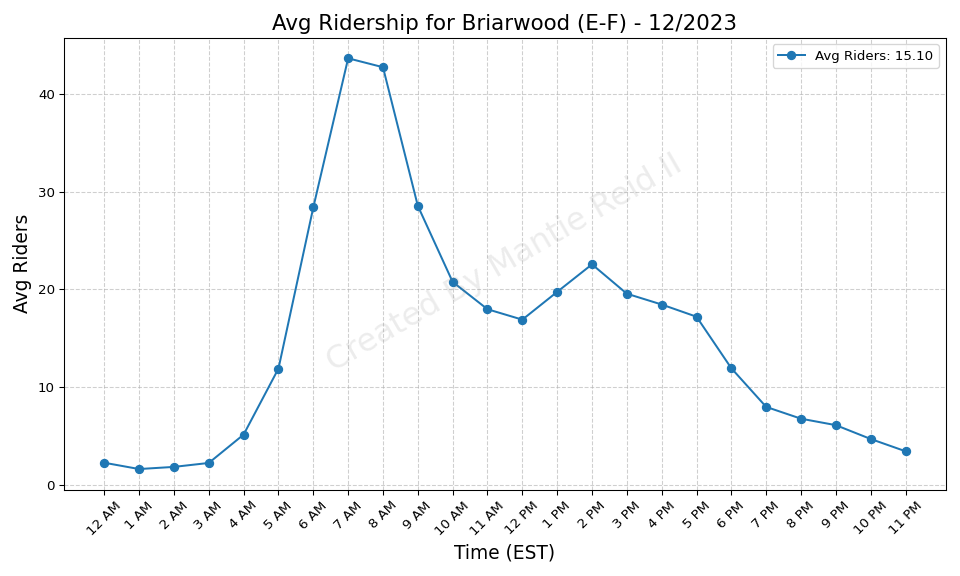 Avg Ridership for Briarwood (E-F) - 12/2023
Avg Riders: 15.10
Avg Riders
40
30
20
10
0
Created By Mantie Reid II
12 AM
1 AM
2 AM
3 AM
4 AM
5 AM
6 AM
7 AM
8 AM
9 AM
10 AM
11 AM
12 PM
1 PM
2 PM
3 PM
4 PM
5 PM
6 PM
7 PM
8 PM
9 PM
10 PM
11 PM
Time (EST)